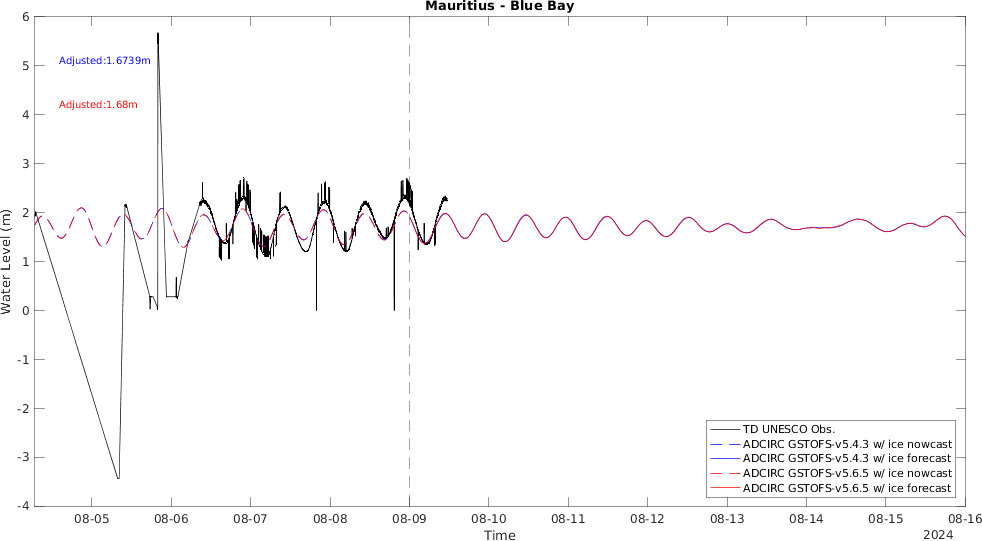 Mauritius - Blue Bay
6
5
4
3
2
1
0
-1
-2
-3
-4
Water Level (m)
Adjusted:1.6739m
Adjusted:1.68m
TD UNESCO Obs.
ADCIRC GSTOFS-v5.4.3 w/ ice nowcast
ADCIRC GSTOFS-v5.4.3 w/ ice forecast
ADCIRC GSTOFS-v5.6.5 w/ ice nowcast
ADCIRC GSTOFS-v5.6.5 w/ ice forecast
08-05 08-06 08-07 08-08 08-09 08-10 08-11 08-12 08-13 08-14 08-15 08-16
Time
2024